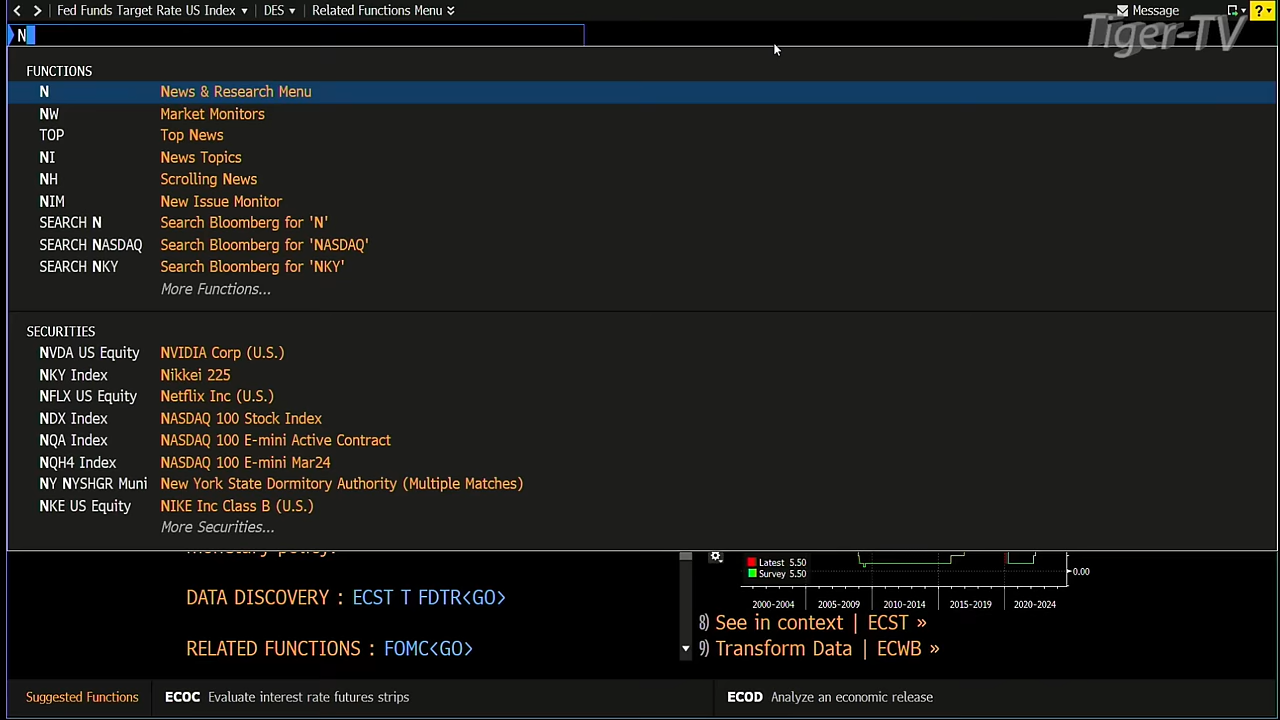 Fed Funds Target Rate US Index ▾ | DES ▾ | Related Functions Menu
Message
?
Tiger-TV
N
FUNCTIONS
N News & Research Menu
NW Market Monitors
TOP Top News
NI News Topics
NH Scrolling News
NIM New Issue Monitor
SEARCH N Search Bloomberg for 'N'
SEARCH NASDAQ Search Bloomberg for 'NASDAQ'
SEARCH NKY Search Bloomberg for 'NKY'
More Functions...
SECURITIES
NVDA US Equity NVIDIA Corp (U.S.)
NKY Index Nikkei 225
NFLX US Equity Netflix Inc (U.S.)
NDX Index NASDAQ 100 Stock Index
NQA Index NASDAQ 100 E-mini Active Contract
NQH4 Index NASDAQ 100 E-mini Mar24
NY NYSHGR Muni New York State Dormitory Authority (Multiple Matches)
NKE US Equity NIKE Inc Class B (U.S.)
More Securities...
monetary policy.
DATA DISCOVERY : ECST T FDTR<GO>
RELATED FUNCTIONS : FOMC<GO>
Latest 5.50
Survey 5.50
0.00
2000-2004 2005-2009 2010-2014 2015-2019 2020-2024
8) See in context | ECST »
9) Transform Data | ECWB »
Suggested Functions ECOC Evaluate interest rate futures strips ECOD Analyze an economic release